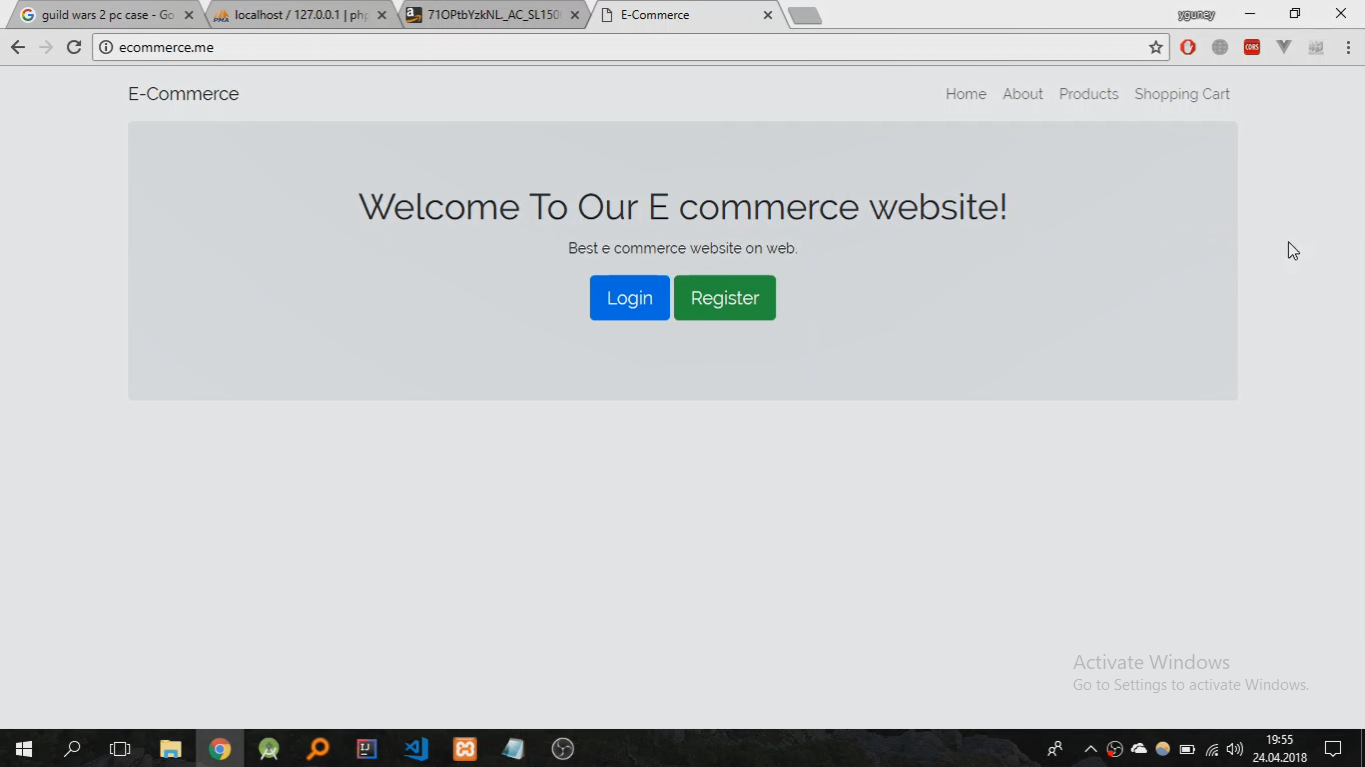 guild wars 2 pc case - Go
localhost / 127.0.0.1 | php
71OPtbYzkNL._AC_SL150
E-Commerce
yguney
ecommerce.me
CORS
E-Commerce
Home About Products Shopping Cart
Welcome To Our E commerce website!
Best e commerce website on web.
Login Register
Activate Windows
Go to Settings to activate Windows.
19:55
24.04.2018